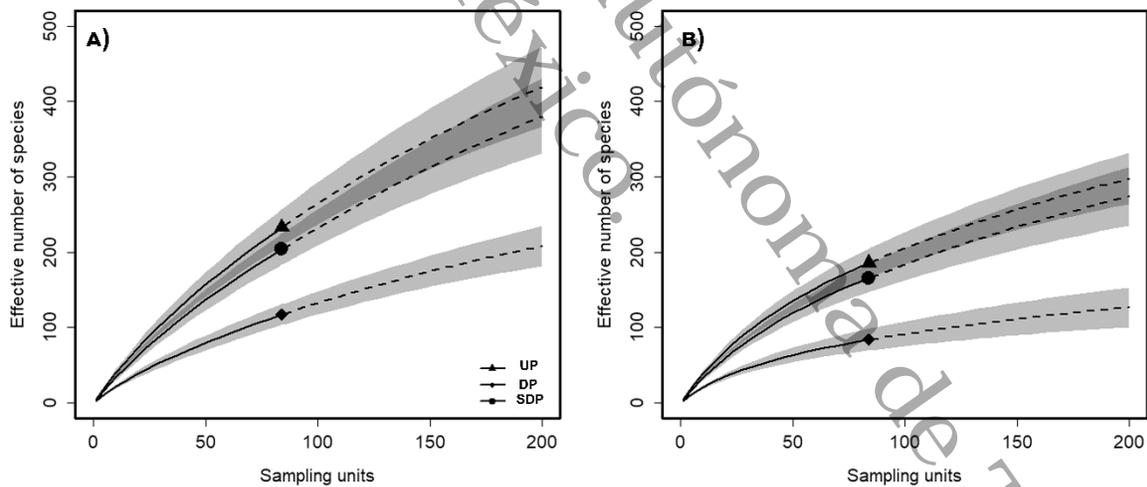 A)
Effective number of species
500
400
300
200
100
0
UP
DP
SDP
0 50 100 150 200
Sampling units
B)
Effective number of species
500
400
300
200
100
0
0 50 100 150 200
Sampling units
utónoma de
exico.